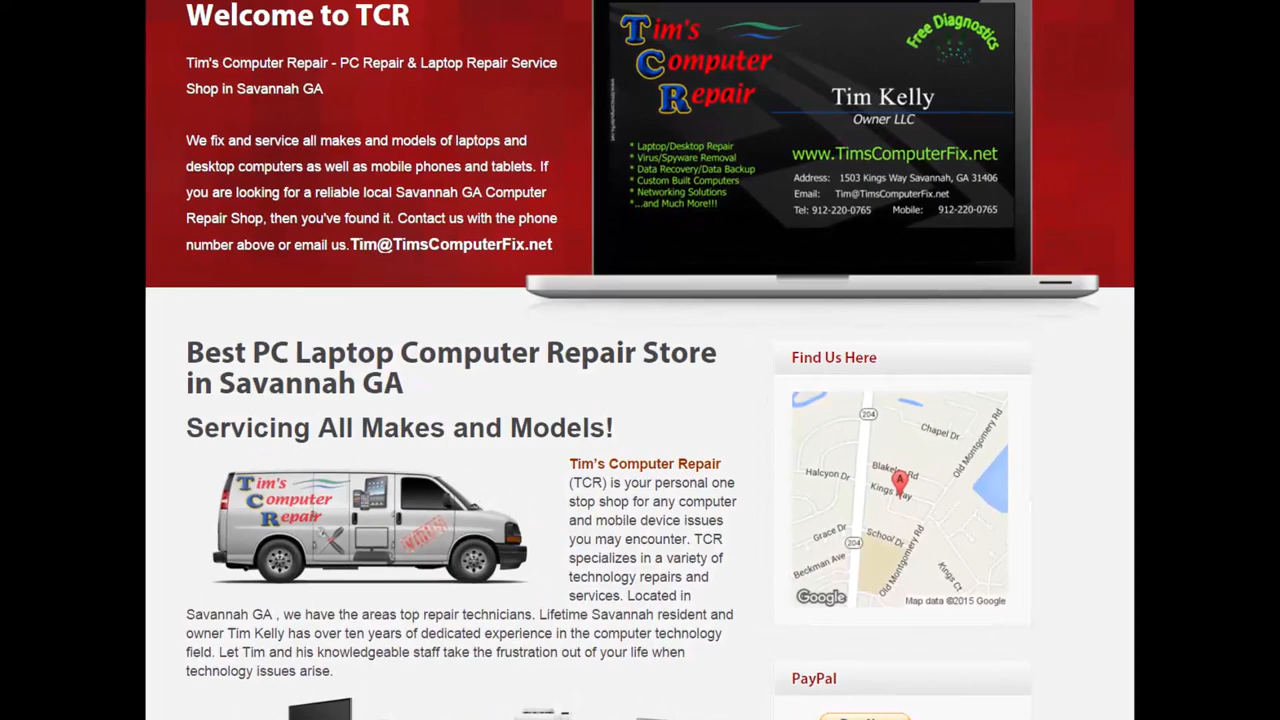 Welcome to TCR
Tim's Computer Repair - PC Repair & Laptop Repair Service
Shop in Savannah GA
We fix and service all makes and models of laptops and
desktop computers as well as mobile phones and tablets. If
you are looking for a reliable local Savannah GA Computer
Repair Shop, then you've found it. Contact us with the phone
number above or email us.Tim@TimsComputerFix.net
Tim's
Computer
Repair
Free Diagnostics
Tim Kelly
Owner LLC
* Laptop/Desktop Repair
* Virus/Spyware Removal
* Data Recovery/Data Backup
* Custom Built Computers
* Networking Solutions
*...and Much More!!!
www.TimsComputerFix.net
Address: 1503 Kings Way Savannah, GA 31406
Email: Tim@TimsComputerFix.net
Tel: 912-220-0765 Mobile: 912-220-0765
Best PC Laptop Computer Repair Store
in Savannah GA
Servicing All Makes and Models!
Tim's
Computer
Repair
Tim's Computer Repair
(TCR) is your personal one
stop shop for any computer
and mobile device issues
you may encounter. TCR
specializes in a variety of
technology repairs and
services. Located in
Savannah GA , we have the areas top repair technicians. Lifetime Savannah resident and
owner Tim Kelly has over ten years of dedicated experience in the computer technology
field. Let Tim and his knowledgeable staff take the frustration out of your life when
technology issues arise.
Find Us Here
204
Chapel Dr
Old Montgomery Rd
Halcyon Dr
Blakeley Rd
A
Kings Way
Grace Dr
School Dr
204
Beckman Ave
Old Montgomery Rd
Kings Ct
Google
Map data ©2015 Google
PayPal